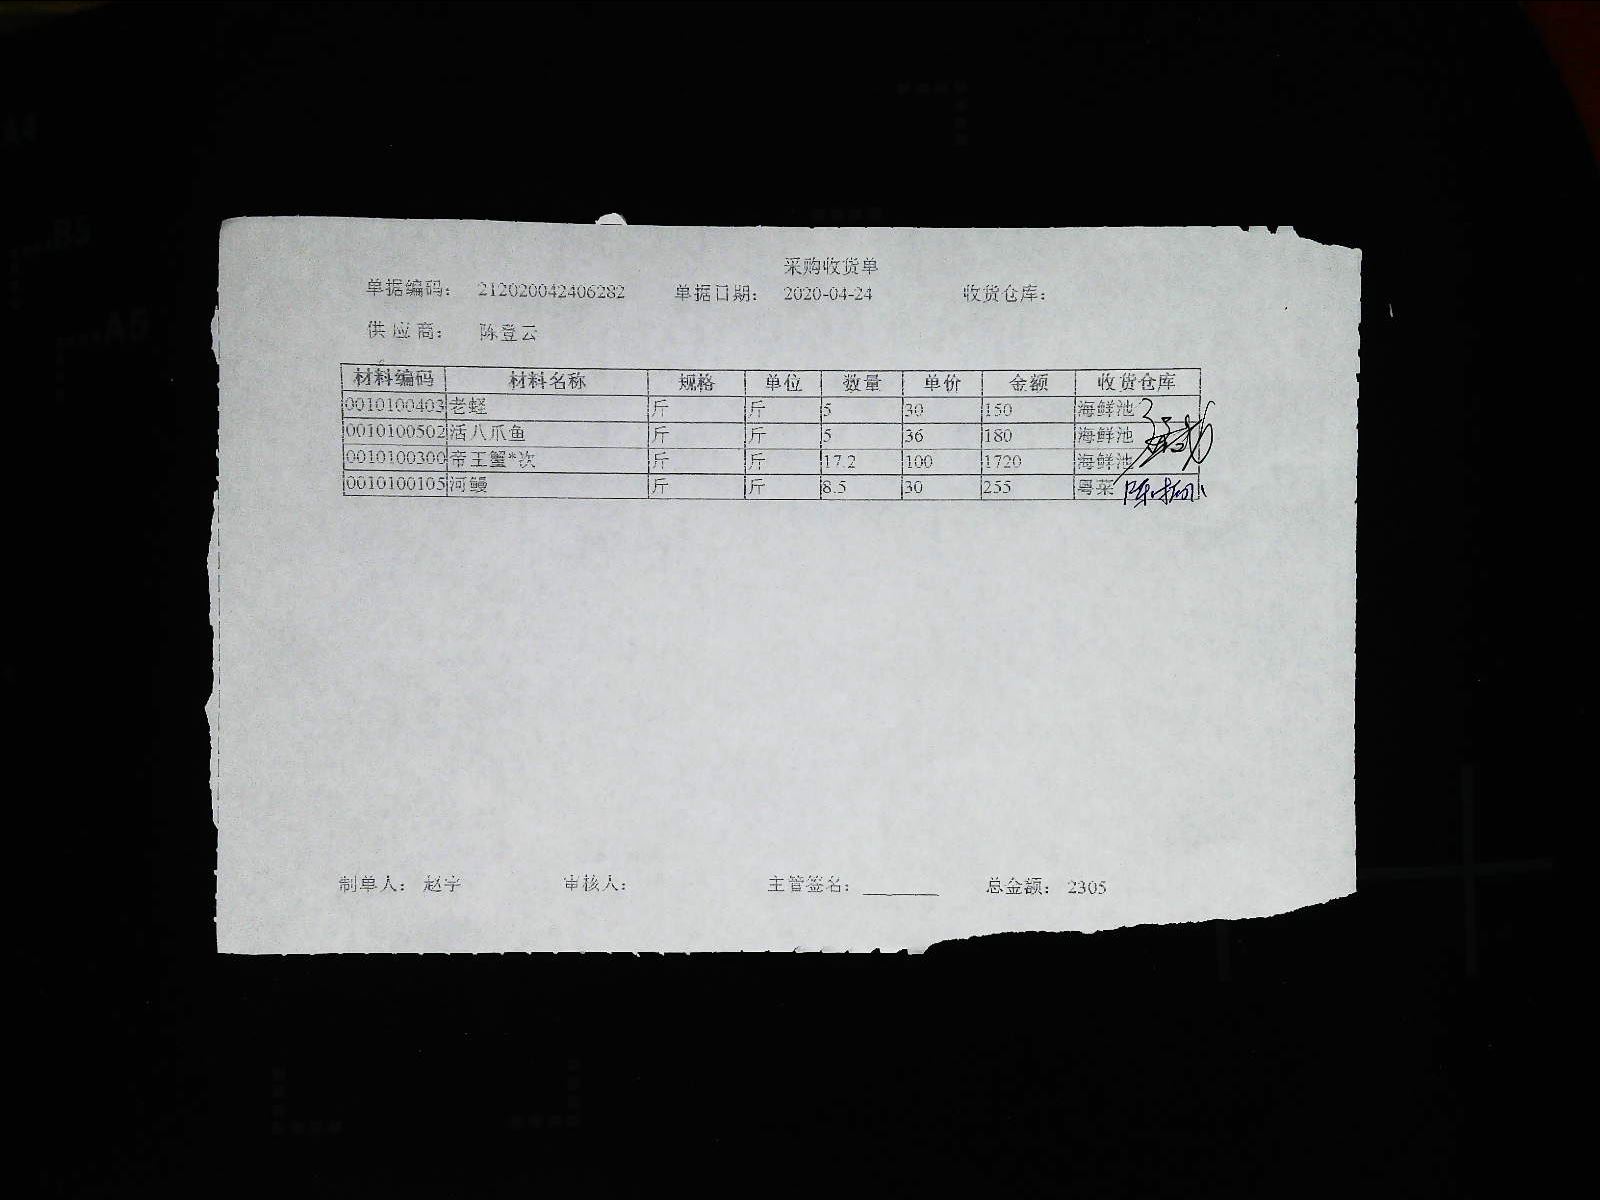 采购收货单
单据编码： 212020042406282 单据日期： 2020-04-24 收货仓库：
供应商： 陈登云
材料编码 材料名称 规格 单位 数量 单价 金额 收货仓库
0010100403 老蛏 斤 斤 5 30 150 海鲜池
0010100502 活八爪鱼 斤 斤 5 36 180 海鲜池
0010100300 帝王蟹*次 斤 斤 17.2 100 1720 海鲜池
0010100105 河鳗 斤 斤 8.5 30 255 粤菜
制单人： 赵宇 审核人： 主管签名： ________ 总金额： 2305
A4
B5
A5